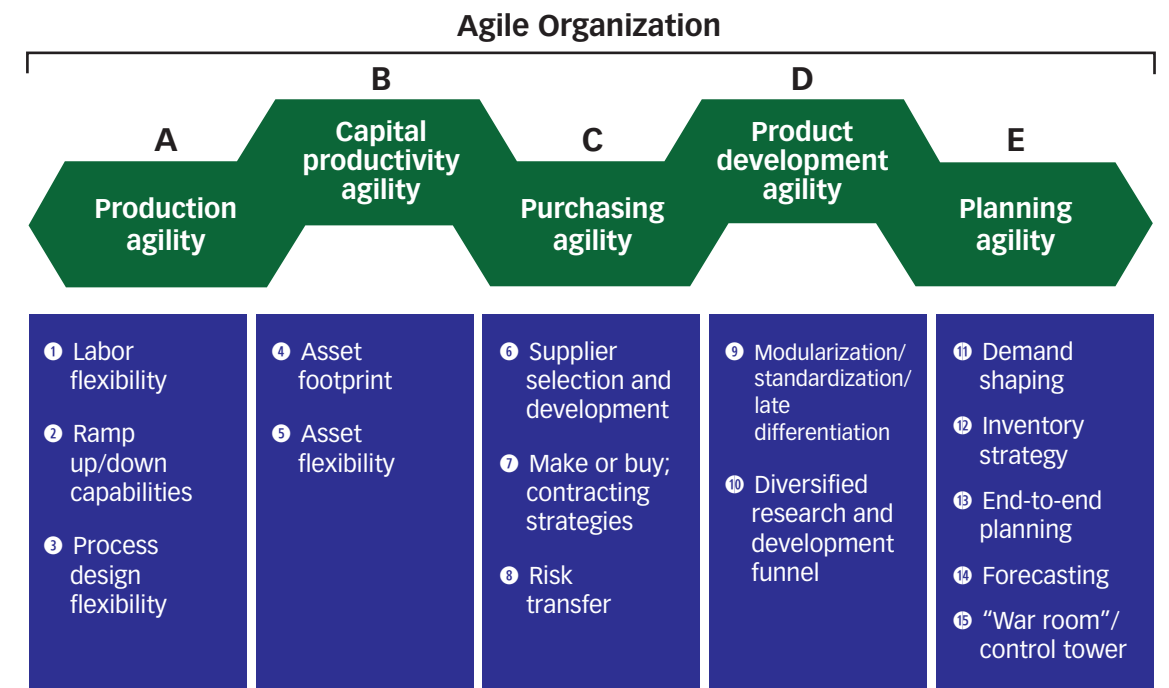 Agile Organization
A
Production
agility
B
Capital
productivity
agility
C
Purchasing
agility
D
Product
development
agility
E
Planning
agility
❶ Labor
flexibility
❷ Ramp
up/down
capabilities
❸ Process
design
flexibility
❹ Asset
footprint
❺ Asset
flexibility
❻ Supplier
selection and
development
❼ Make or buy;
contracting
strategies
❽ Risk
transfer
❾ Modularization/
standardization/
late
differentiation
❿ Diversified
research and
development
funnel
⓫ Demand
shaping
⓬ Inventory
strategy
⓭ End-to-end
planning
⓮ Forecasting
⓯ “War room”/
control tower